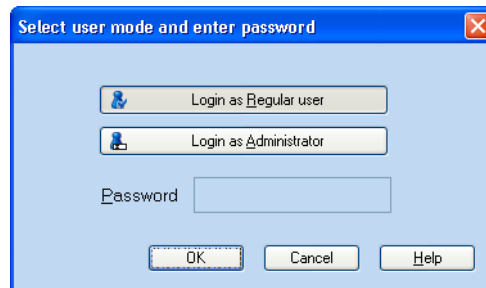 Select user mode and enter password
Login as Regular user
Login as Administrator
Password
OK Cancel Help